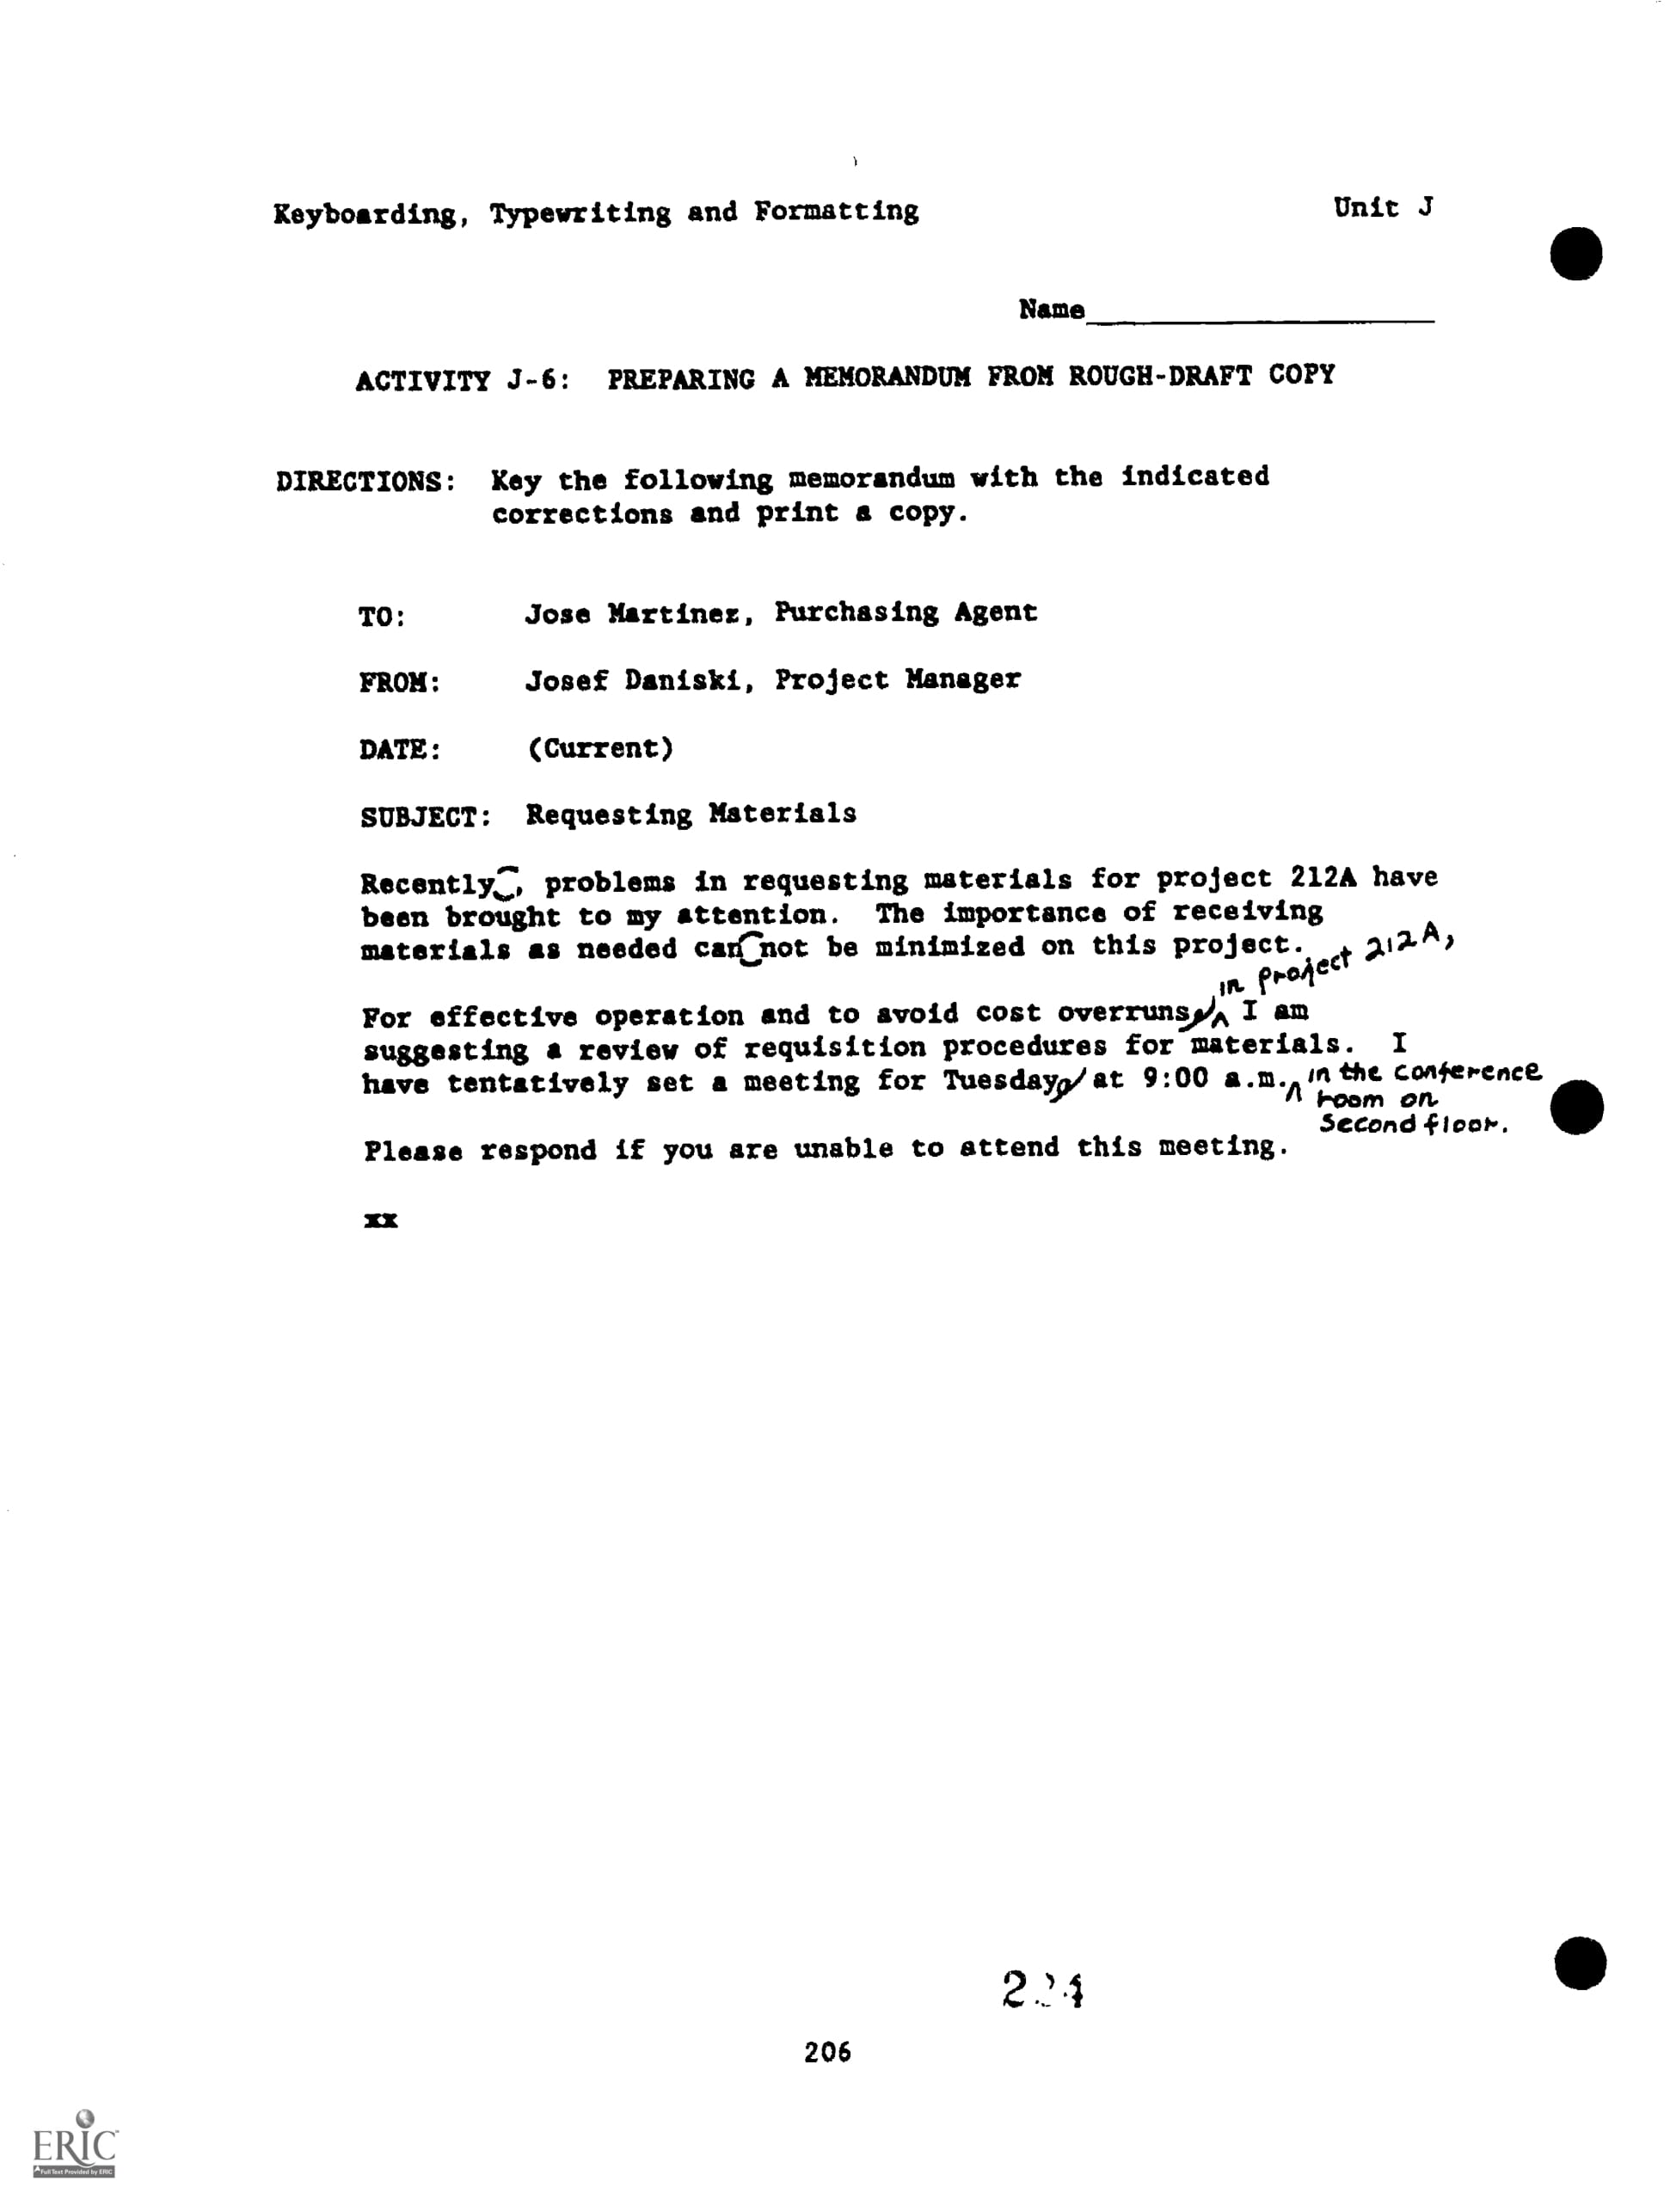 Keyboarding, Typewriting and Formatting Unit J
Name
ACTIVITY J-6: PREPARING A MEMORANDUM FROM ROUGH-DRAFT COPY
DIRECTIONS: Key the following memorandum with the indicated
corrections and print a copy.
TO: Jose Martinez, Purchasing Agent
FROM: Josef Daniski, Project Manager
DATE: (Current)
SUBJECT: Requesting Materials
Recently , problems in requesting materials for project 212A have
been brought to my attention. The importance of receiving
materials as needed can not be minimized on this project.
in project 212A,
For effective operation and to avoid cost overruns, I am
suggesting a review of requisition procedures for materials. I
have tentatively set a meeting for Tuesday, at 9:00 a.m. in the conference
room on
Second floor.
Please respond if you are unable to attend this meeting.
xx
206
ERIC
Full Text Provided by ERIC